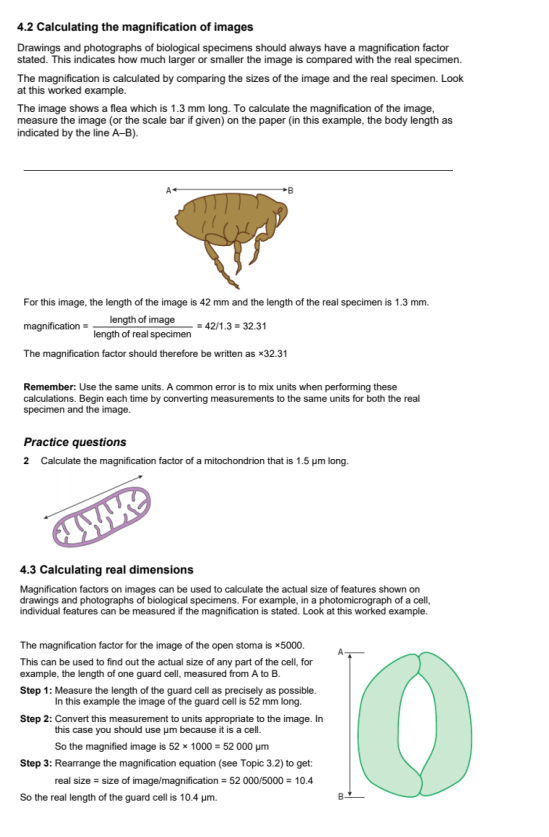 4.2 Calculating the magnification of images
Drawings and photographs of biological specimens should always have a magnification factor
stated. This indicates how much larger or smaller the image is compared with the real specimen.
The magnification is calculated by comparing the sizes of the image and the real specimen. Look
at this worked example.
The image shows a flea which is 1.3 mm long. To calculate the magnification of the image,
measure the image (or the scale bar if given) on the paper (in this example, the body length as
indicated by the line A–B).
A
B
For this image, the length of the image is 42 mm and the length of the real specimen is 1.3 mm.
magnification = length of image / length of real specimen = 42/1.3 = 32.31
The magnification factor should therefore be written as ×32.31
Remember: Use the same units. A common error is to mix units when performing these
calculations. Begin each time by converting measurements to the same units for both the real
specimen and the image.
Practice questions
2 Calculate the magnification factor of a mitochondrion that is 1.5 µm long.
4.3 Calculating real dimensions
Magnification factors on images can be used to calculate the actual size of features shown on
drawings and photographs of biological specimens. For example, in a photomicrograph of a cell,
individual features can be measured if the magnification is stated. Look at this worked example.
The magnification factor for the image of the open stoma is ×5000.
This can be used to find out the actual size of any part of the cell, for
example, the length of one guard cell, measured from A to B.
Step 1: Measure the length of the guard cell as precisely as possible.
In this example the image of the guard cell is 52 mm long.
Step 2: Convert this measurement to units appropriate to the image. In
this case you should use µm because it is a cell.
So the magnified image is 52 × 1000 = 52 000 µm
Step 3: Rearrange the magnification equation (see Topic 3.2) to get:
real size = size of image/magnification = 52 000/5000 = 10.4
So the real length of the guard cell is 10.4 µm.
A
B